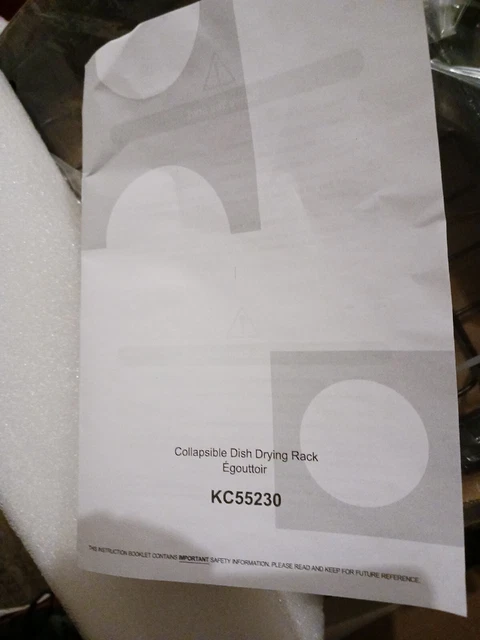 Collapsible Dish Drying Rack
Égouttoir
KC55230
THIS INSTRUCTION BOOKLET CONTAINS IMPORTANT SAFETY INFORMATION, PLEASE READ AND KEEP FOR FUTURE REFERENCE.